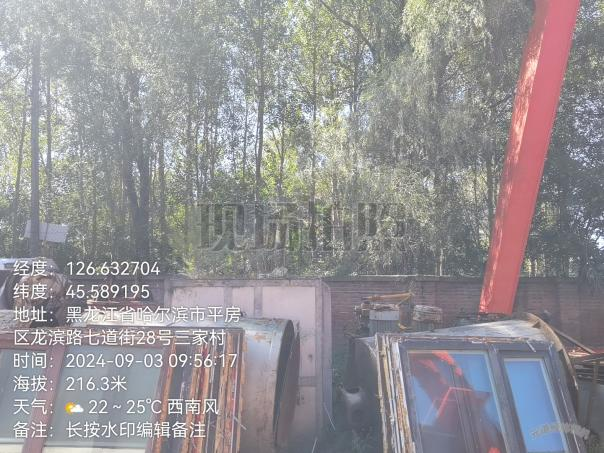 现场拍照
经度：126.632704
纬度：45.589195
地址：黑龙江省哈尔滨市平房
区龙滨路七道街28号三家村
时间：2024-09-03 09:56:17
海拔：216.3米
天气：22 ~ 25℃ 西南风
备注：长按水印编辑备注